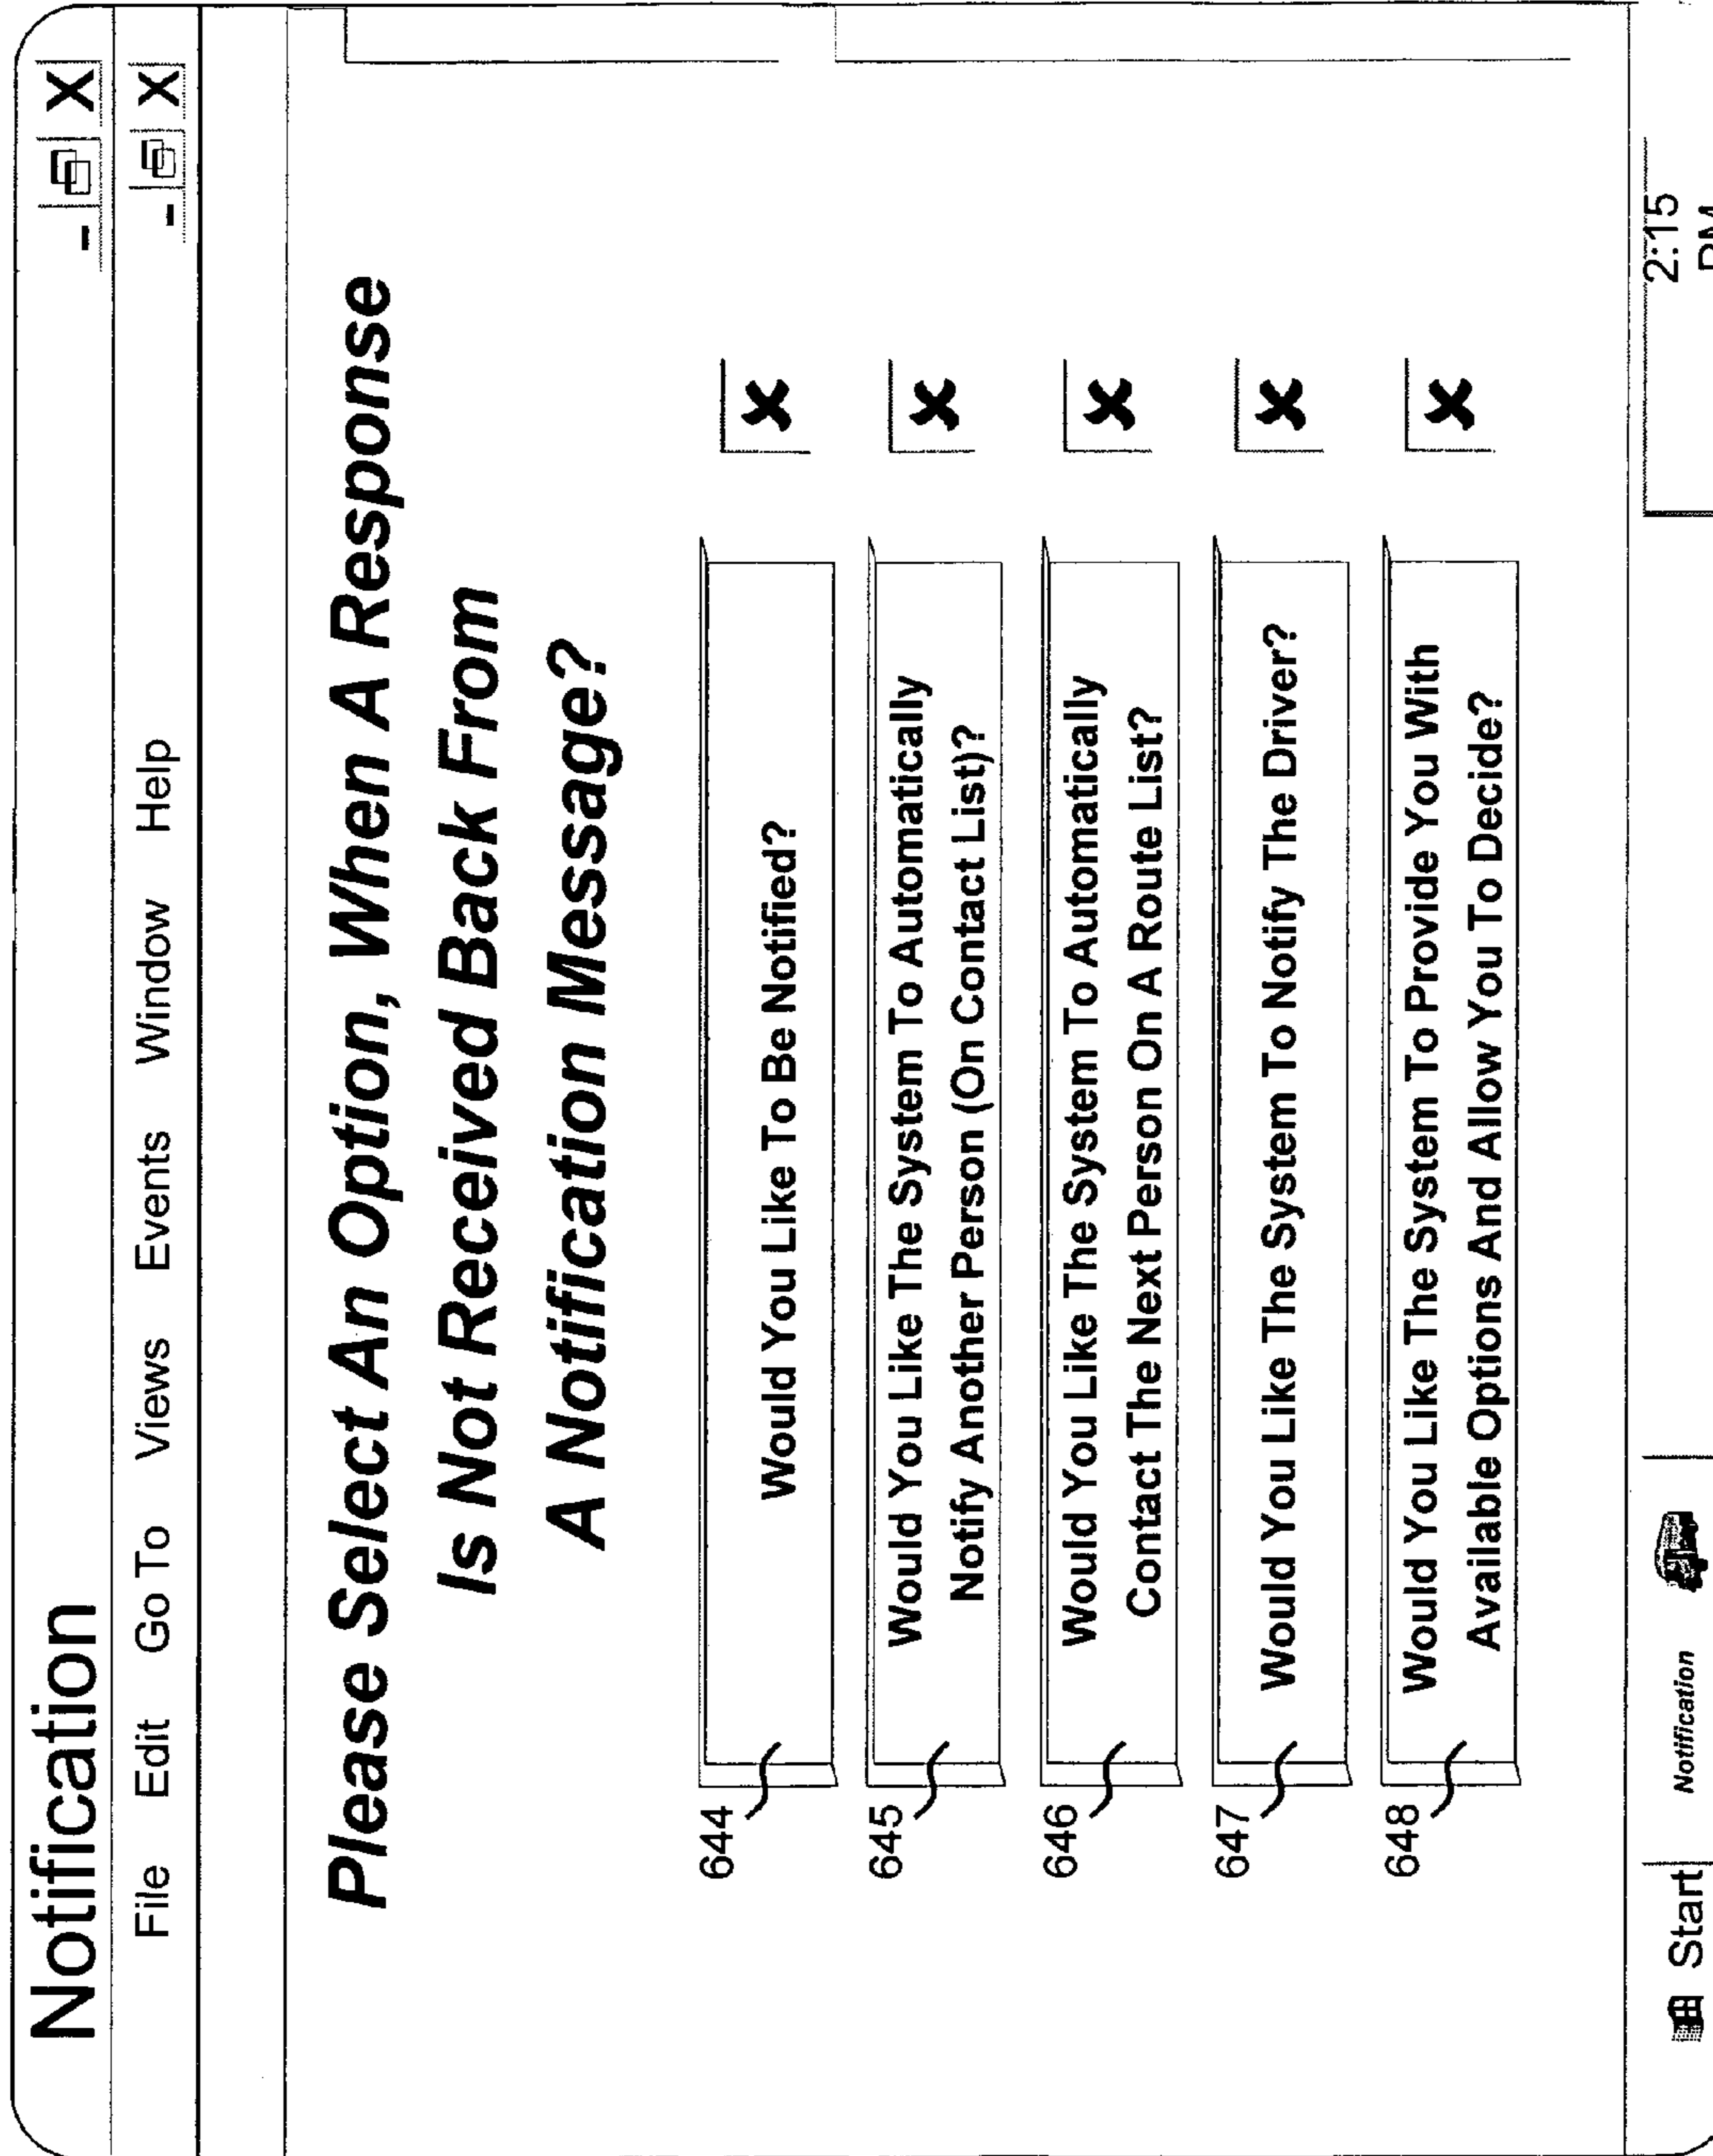 Notification
File Edit Go To Views Events Window Help
Please Select An Option, When A Response
Is Not Received Back From
A Notification Message?
644
Would You Like To Be Notified?
645
Would You Like The System To Automatically
Notify Another Person (On Contact List)?
646
Would You Like The System To Automatically
Contact The Next Person On A Route List?
647
Would You Like The System To Notify The Driver?
648
Would You Like The System To Provide You With
Available Options And Allow You To Decide?
Start
Notification
2:15
PM